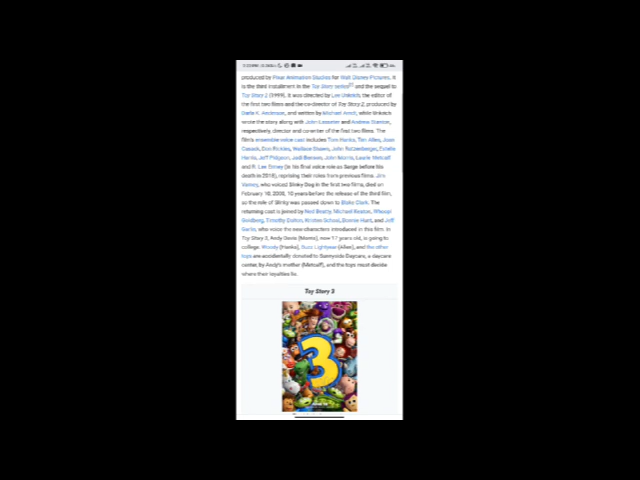 produced by Pixar Animation Studios for Walt Disney Pictures. It
is the third installment in the Toy Story series and the sequel to
Toy Story 2 (1999). It was directed by Lee Unkrich, the editor of
the first two films and the co-director of Toy Story 2, produced by
Darla K. Anderson, and written by Michael Arndt, while Unkrich
wrote the story along with John Lasseter and Andrew Stanton,
respectively, director and co-writer of the first two films. The
film's ensemble voice cast includes Tom Hanks, Tim Allen, Joan
Cusack, Don Rickles, Wallace Shawn, John Ratzenberger, Estelle
Harris, Jeff Pidgeon, Jodi Benson, John Morris, Laurie Metcalf
and R. Lee Ermey (in his final voice role as Sarge before his
death in 2018), reprising their roles from previous films. Jim
Varney, who voiced Slinky Dog in the first two films, died on
February 10, 2000, 10 years before the release of the third film,
so the role of Slinky was passed down to Blake Clark. The
returning cast is joined by Ned Beatty, Michael Keaton, Whoopi
Goldberg, Timothy Dalton, Kristen Schaal, Bonnie Hunt, and Jeff
Garlin, who voice the new characters introduced in this film. In
Toy Story 3, Andy Davis (Morris), now 17 years old, is going to
college. Woody (Hanks), Buzz Lightyear (Allen), and the other
toys are accidentally donated to Sunnyside Daycare, a daycare
center, by Andy's mother (Metcalf), and the toys must decide
where their loyalties lie.
Toy Story 3
3